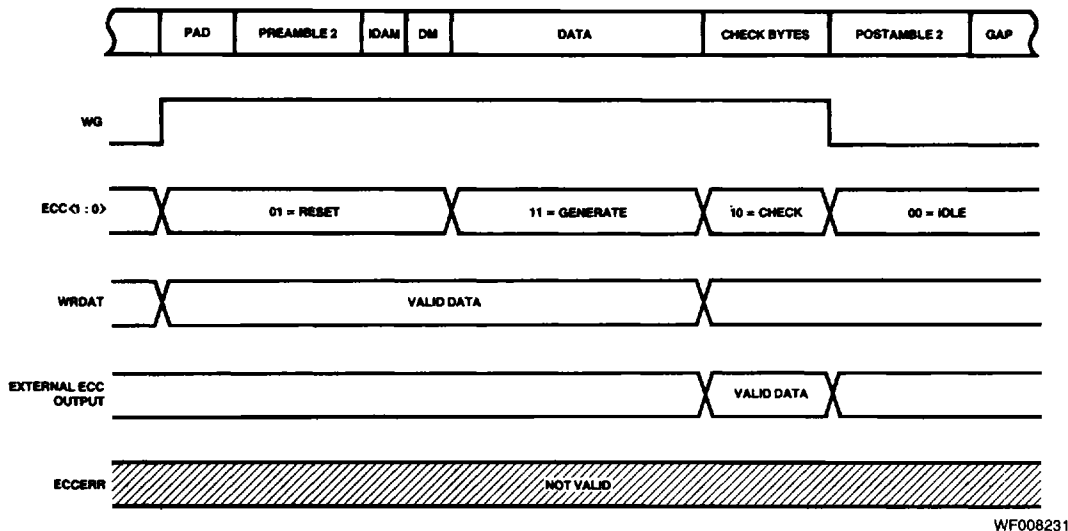 PAD PREAMBLE 2 IDAM DM DATA CHECK BYTES POSTAMBLE 2 GAP
WG
ECC<1 : 0> 01 = RESET 11 = GENERATE 10 = CHECK 00 = IDLE
WRDAT VALID DATA
EXTERNAL ECC
OUTPUT VALID DATA
ECCERR NOT VALID
WF008231